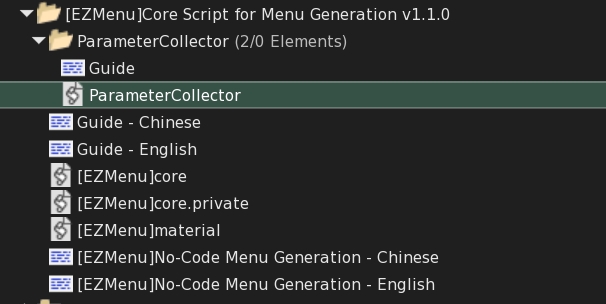 [EZMenu]Core Script for Menu Generation v1.1.0
ParameterCollector (2/0 Elements)
Guide
ParameterCollector
Guide - Chinese
Guide - English
[EZMenu]core
[EZMenu]core.private
[EZMenu]material
[EZMenu]No-Code Menu Generation - Chinese
[EZMenu]No-Code Menu Generation - English